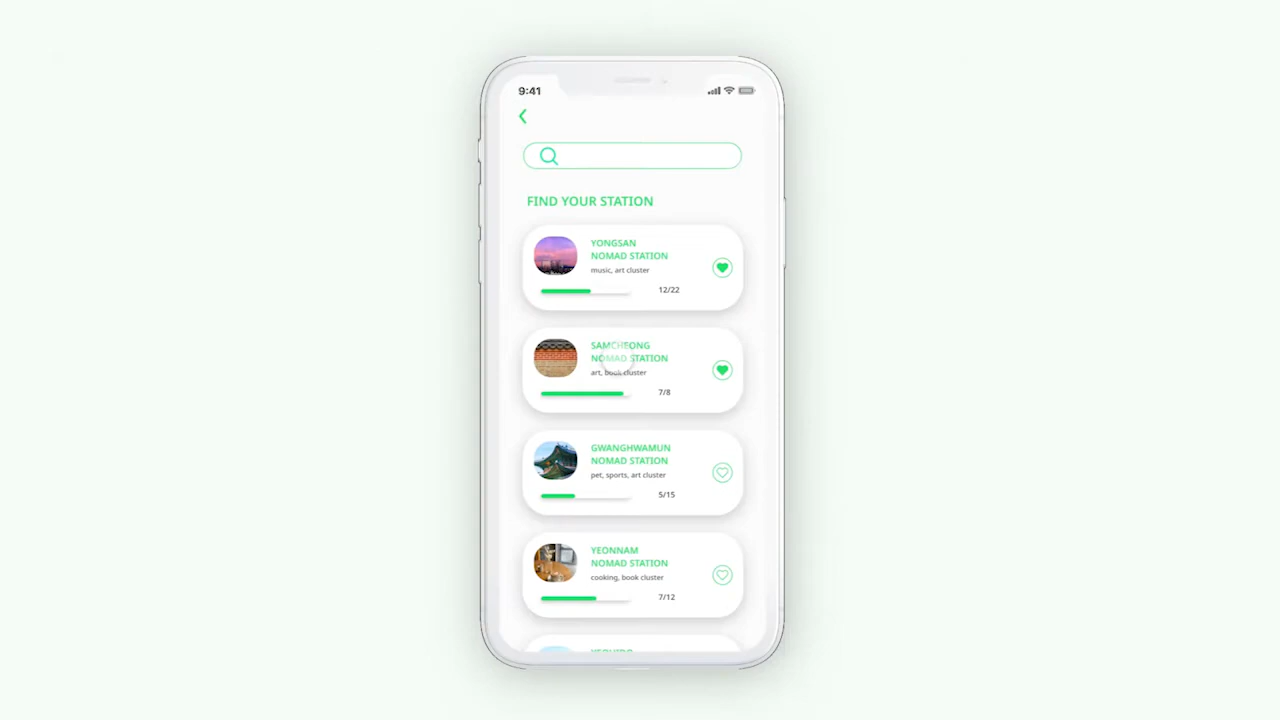 9:41
FIND YOUR STATION
YONGSAN
NOMAD STATION
music, art cluster
12/22
SAMCHEONG
NOMAD STATION
art, book cluster
7/8
GWANGHWAMUN
NOMAD STATION
pet, sports, art cluster
5/15
YEONNAM
NOMAD STATION
cooking, book cluster
7/12